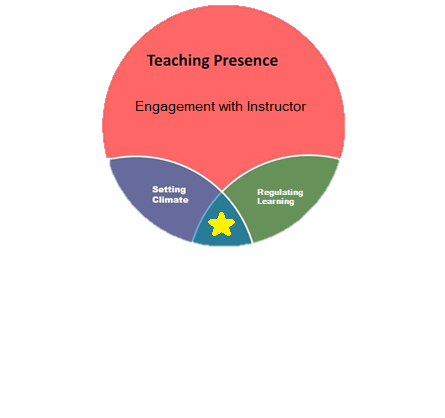 Teaching Presence
Engagement with Instructor
Setting
Climate
Regulating
Learning